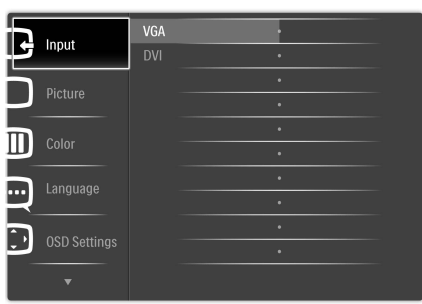 Input
Picture
Color
Language
OSD Settings
VGA
DVI